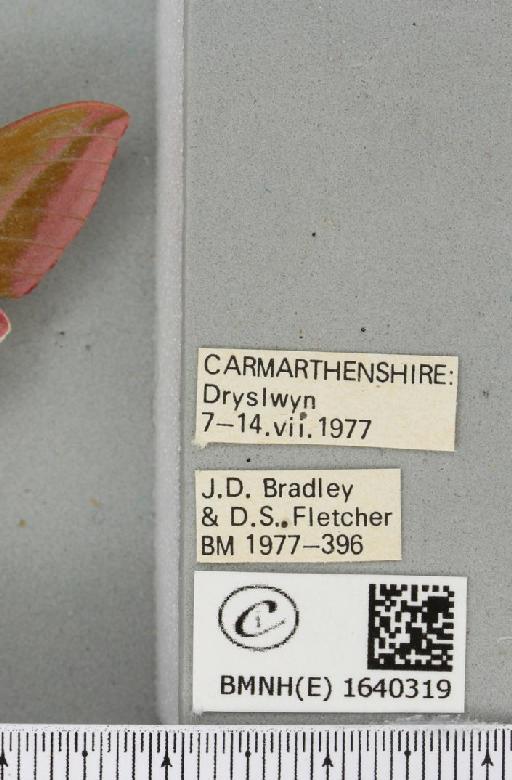 CARMARTHENSHIRE:
Dryslwyn
7-14.vii.1977
J.D. Bradley
& D.S. Fletcher
BM 1977-396
BMNH(E) 1640319